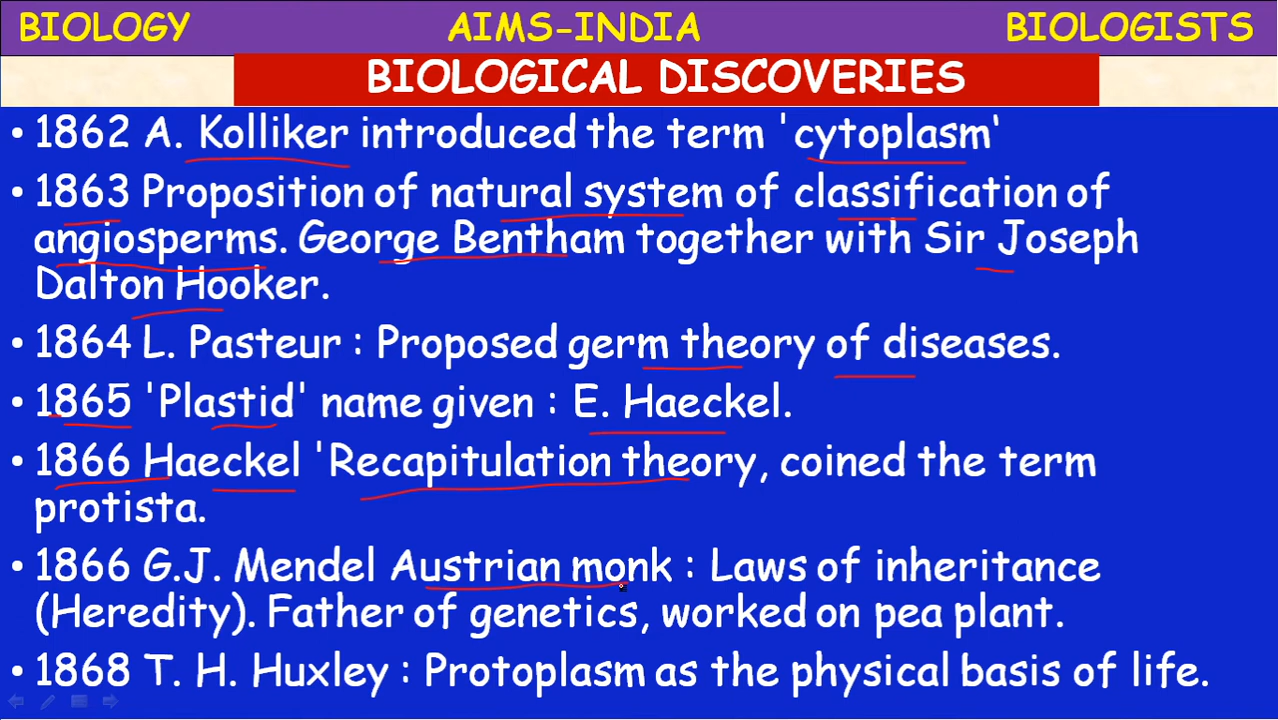 BIOLOGY AIMS-INDIA BIOLOGISTS
BIOLOGICAL DISCOVERIES
• 1862 A. Kolliker introduced the term 'cytoplasm‘
• 1863 Proposition of natural system of classification of
angiosperms. George Bentham together with Sir Joseph
Dalton Hooker.
• 1864 L. Pasteur : Proposed germ theory of diseases.
• 1865 'Plastid' name given : E. Haeckel.
• 1866 Haeckel 'Recapitulation theory, coined the term
protista.
• 1866 G.J. Mendel Austrian monk : Laws of inheritance
(Heredity). Father of genetics, worked on pea plant.
• 1868 T. H. Huxley : Protoplasm as the physical basis of life.